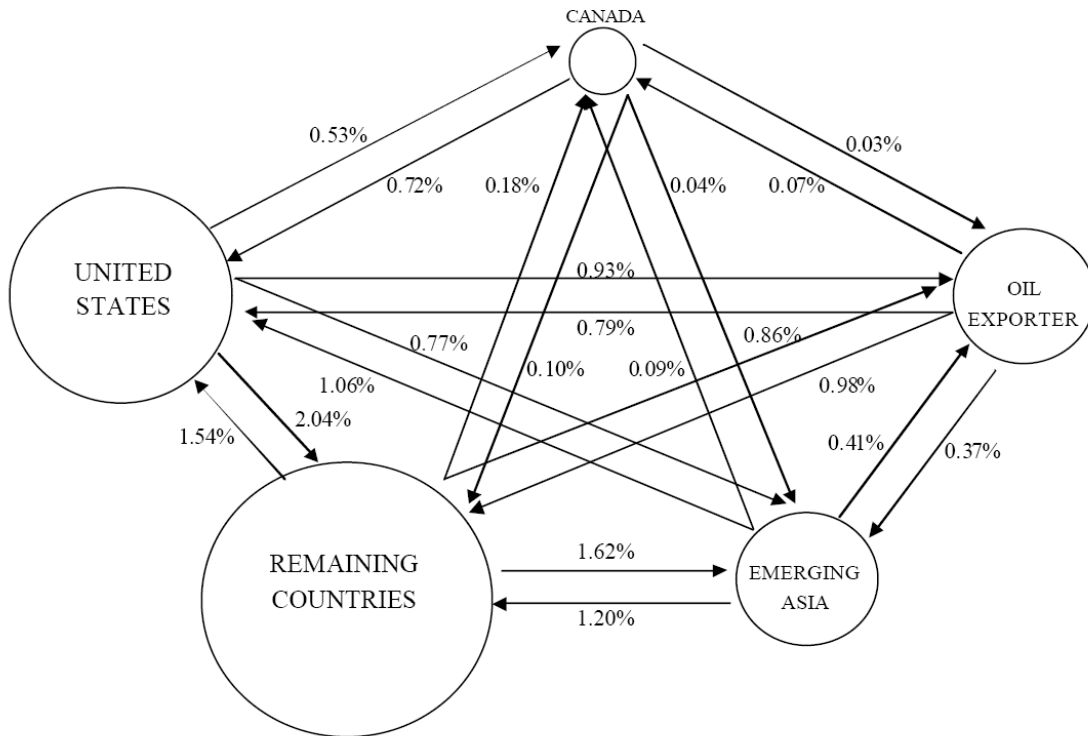 CANADA
0.53%
0.03%
0.72%
0.18%
0.04%
0.07%
UNITED
STATES
0.93%
OIL
EXPORTER
0.79%
0.77%
0.86%
1.06%
0.10%
0.09%
0.98%
2.04%
1.54%
0.41%
0.37%
REMAINING
COUNTRIES
1.62%
EMERGING
ASIA
1.20%